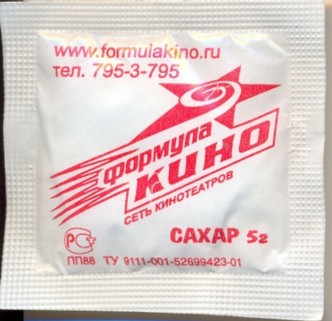 www.formulakino.ru
тел. 795-3-795
формула
КИНО
СЕТЬ КИНОТЕАТРОВ
САХАР 5г
ПП88 ТУ 9111-001-52699423-01